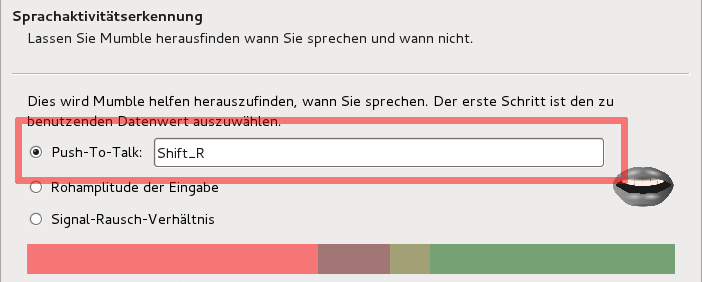 Sprachaktivitätserkennung
Lassen Sie Mumble herausfinden wann Sie sprechen und wann nicht.
Dies wird Mumble helfen herauszufinden, wann Sie sprechen. Der erste Schritt ist den zu
benutzenden Datenwert auszuwählen.
Push-To-Talk: Shift_R
Rohamplitude der Eingabe
Signal-Rausch-Verhältnis